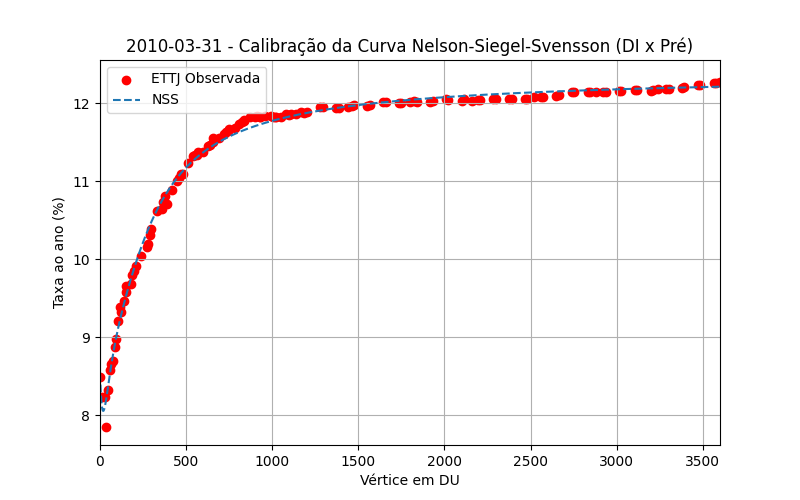 2010-03-31 - Calibração da Curva Nelson-Siegel-Svensson (DI x Pré)
ETTJ Observada
NSS
Taxa ao ano (%)
12
11
10
9
8
0 500 1000 1500 2000 2500 3000 3500
Vértice em DU